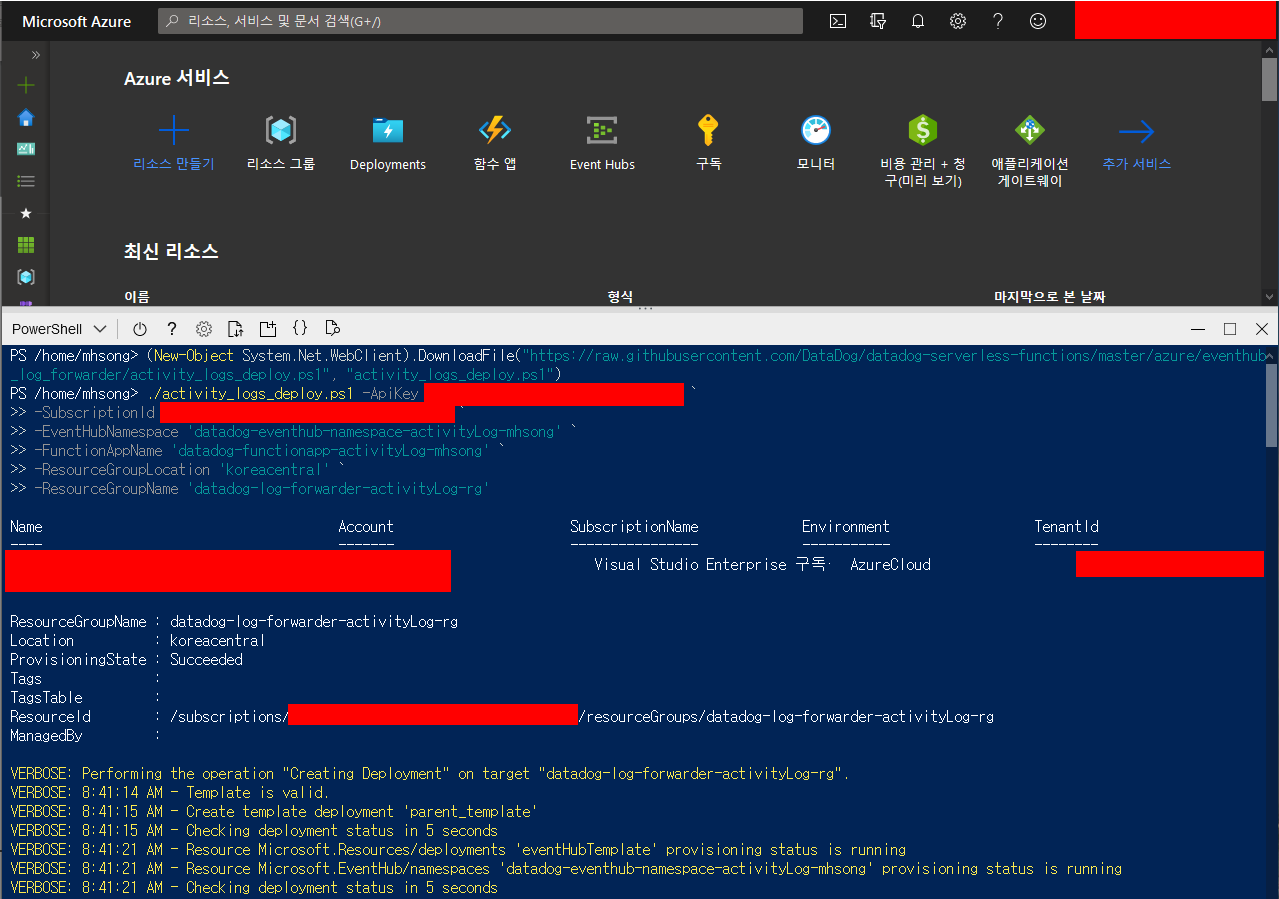 Microsoft Azure
리소스, 서비스 및 문서 검색(G+/)
Azure 서비스
리소스 만들기
리소스 그룹
Deployments
함수 앱
Event Hubs
구독
모니터
비용 관리 + 청
구(미리 보기)
애플리케이션
게이트웨이
추가 서비스
최신 리소스
이름 형식 마지막으로 본 날짜
PowerShell
PS /home/mhsong> (New-Object System.Net.WebClient).DownloadFile("https://raw.githubusercontent.com/DataDog/datadog-serverless-functions/master/azure/eventhub
_log_forwarder/activity_logs_deploy.ps1", "activity_logs_deploy.ps1")
PS /home/mhsong> ./activity_logs_deploy.ps1 -ApiKey `
>> -SubscriptionId `
>> -EventHubNamespace 'datadog-eventhub-namespace-activityLog-mhsong' `
>> -FunctionAppName 'datadog-functionapp-activityLog-mhsong' `
>> -ResourceGroupLocation 'koreacentral' `
>> -ResourceGroupName 'datadog-log-forwarder-activityLog-rg'
Name Account SubscriptionName Environment TenantId
---- ------- ---------------- ----------- --------
Visual Studio Enterprise 구독… AzureCloud
ResourceGroupName : datadog-log-forwarder-activityLog-rg
Location : koreacentral
ProvisioningState : Succeeded
Tags :
TagsTable :
ResourceId : /subscriptions/ /resourceGroups/datadog-log-forwarder-activityLog-rg
ManagedBy :
VERBOSE: Performing the operation "Creating Deployment" on target "datadog-log-forwarder-activityLog-rg".
VERBOSE: 8:41:14 AM - Template is valid.
VERBOSE: 8:41:15 AM - Create template deployment 'parent_template'
VERBOSE: 8:41:15 AM - Checking deployment status in 5 seconds
VERBOSE: 8:41:21 AM - Resource Microsoft.Resources/deployments 'eventHubTemplate' provisioning status is running
VERBOSE: 8:41:21 AM - Resource Microsoft.EventHub/namespaces 'datadog-eventhub-namespace-activityLog-mhsong' provisioning status is running
VERBOSE: 8:41:21 AM - Checking deployment status in 5 seconds